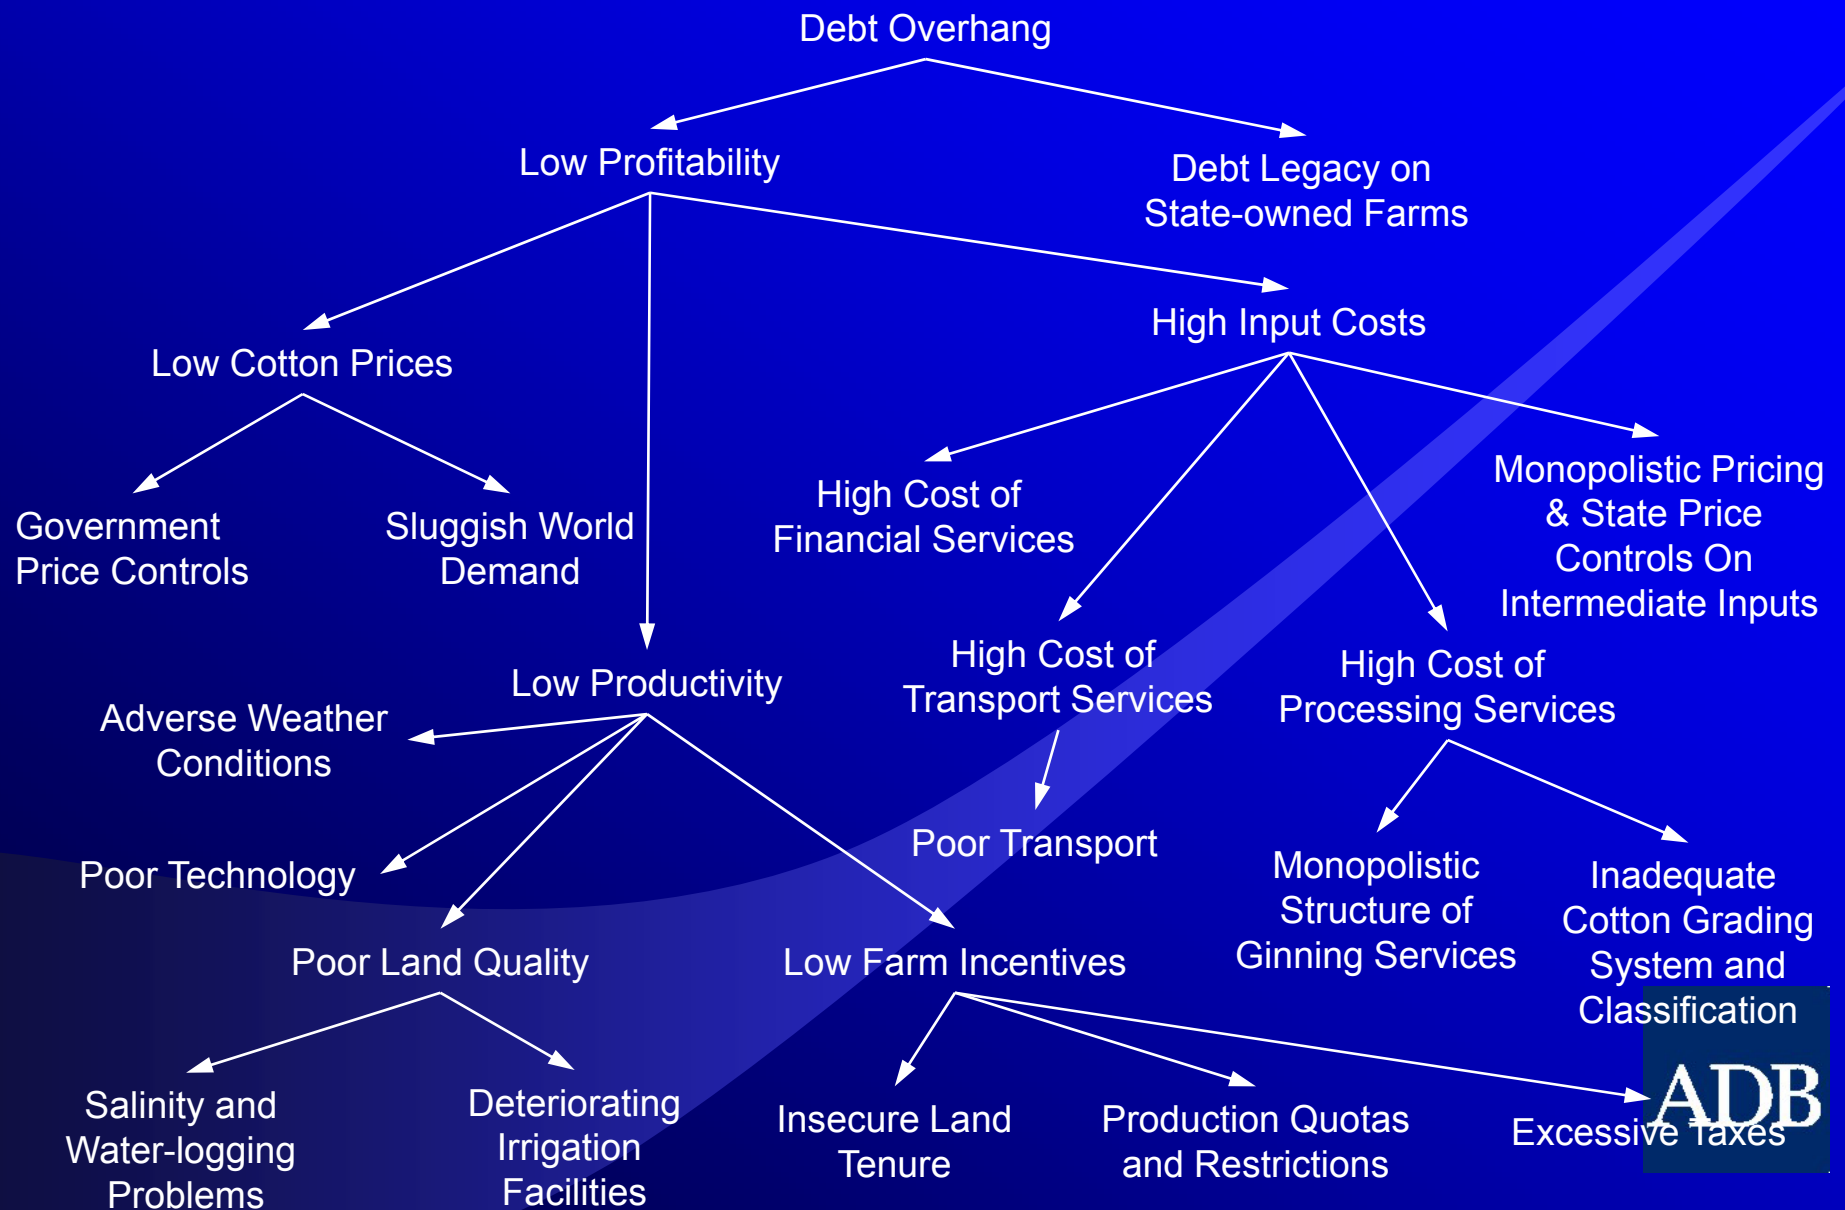 Debt Overhang
Low Profitability
Debt Legacy on
State-owned Farms
High Input Costs
Low Cotton Prices
Monopolistic Pricing
& State Price
Controls On
Intermediate Inputs
High Cost of
Financial Services
Government
Price Controls
Sluggish World
Demand
High Cost of
Transport Services
High Cost of
Processing Services
Low Productivity
Adverse Weather
Conditions
Poor Transport
Monopolistic
Structure of
Ginning Services
Inadequate
Cotton Grading
System and
Classification
Poor Technology
Poor Land Quality
Low Farm Incentives
Salinity and
Water-logging
Problems
Deteriorating
Irrigation
Facilities
Insecure Land
Tenure
Production Quotas
and Restrictions
Excessive Taxes
ADB